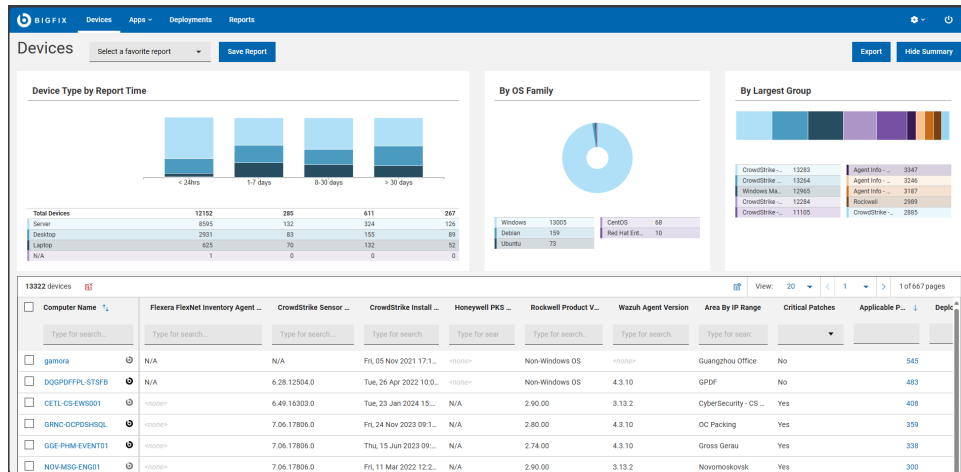 BIGFIX Devices Apps Deployments Reports
Devices Select a favorite report Save Report Export Hide Summary
Device Type by Report Time
< 24hrs 1-7 days 8-30 days > 30 days
Total Devices 12152 285 611 267
Server 8595 132 324 126
Desktop 2931 83 155 89
Laptop 625 70 132 52
N/A 1 0 0 0
By OS Family
Windows 13005 CentOS 68
Debian 159 Red Hat Ent... 10
Ubuntu 73
By Largest Group
CrowdStrike -... 13283 Agent Info - ... 3347
CrowdStrike ... 13264 Agent Info - ... 3246
Windows Ma... 12965 Agent Info - ... 3187
CrowdStrike -... 12284 Rockwell 2989
CrowdStrike -... 11105 CrowdStrike -... 2885
13322 devices View: 20 1 1 of 667 pages
Computer Name Flexera FlexNet Inventory Agent ... CrowdStrike Sensor ... CrowdStrike Install ... Honeywell PKS ... Rockwell Product V... Wazuh Agent Version Area By IP Range Critical Patches Applicable P... Deplo
Type for search... Type for search... Type for search... Type for search... Type for sear Type for search... Type for search. Type for searc
gamora N/A N/A Fri, 05 Nov 2021 17:1... <none> Non-Windows OS <none> Guangzhou Office No 545
DQGPDFFPL-STSFB N/A 6.28.12504.0 Tue, 26 Apr 2022 10:0... <none> Non-Windows OS 4.3.10 GPDF No 483
CETL-CS-EWS001 <none> 6.49.16303.0 Tue, 23 Jan 2024 15:... N/A 2.90.00 3.13.2 CyberSecurity - CS ... Yes 408
GRNC-OCPDSHSQL <none> 7.06.17806.0 Fri, 24 Nov 2023 09:1... N/A 2.80.00 4.3.10 OC Packing Yes 359
GGE-PHM-EVENT01 <none> 7.06.17806.0 Thu, 15 Jun 2023 09:... N/A 2.74.00 4.3.10 Gross Gerau Yes 338
NOV-MSG-ENG01 <none> 7.06.17806.0 Fri, 11 Mar 2022 12:2... N/A 2.90.00 3.13.2 Novomoskovsk Yes 300